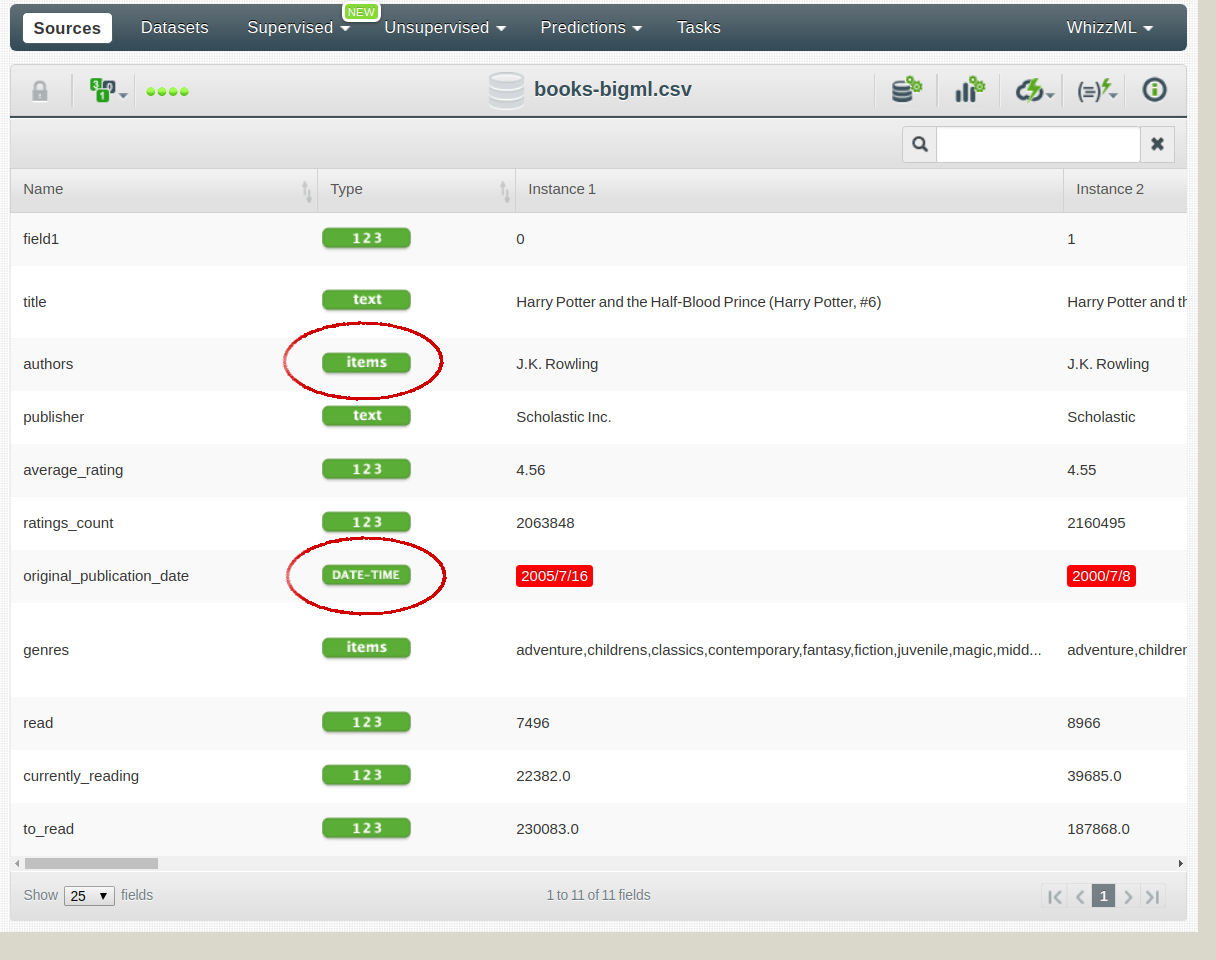 NEW
Sources Datasets Supervised Unsupervised Predictions Tasks WhizzML
books-bigml.csv
Name Type Instance 1 Instance 2
field1 123 0 1
title text Harry Potter and the Half-Blood Prince (Harry Potter, #6) Harry Potter and th
authors items J.K. Rowling J.K. Rowling
publisher text Scholastic Inc. Scholastic
average_rating 123 4.56 4.55
ratings_count 123 2063848 2160495
original_publication_date DATE-TIME 2005/7/16 2000/7/8
genres items adventure,childrens,classics,contemporary,fantasy,fiction,juvenile,magic,midd... adventure,children
read 123 7496 8966
currently_reading 123 22382.0 39685.0
to_read 123 230083.0 187868.0
Show 25 fields 1 to 11 of 11 fields 1